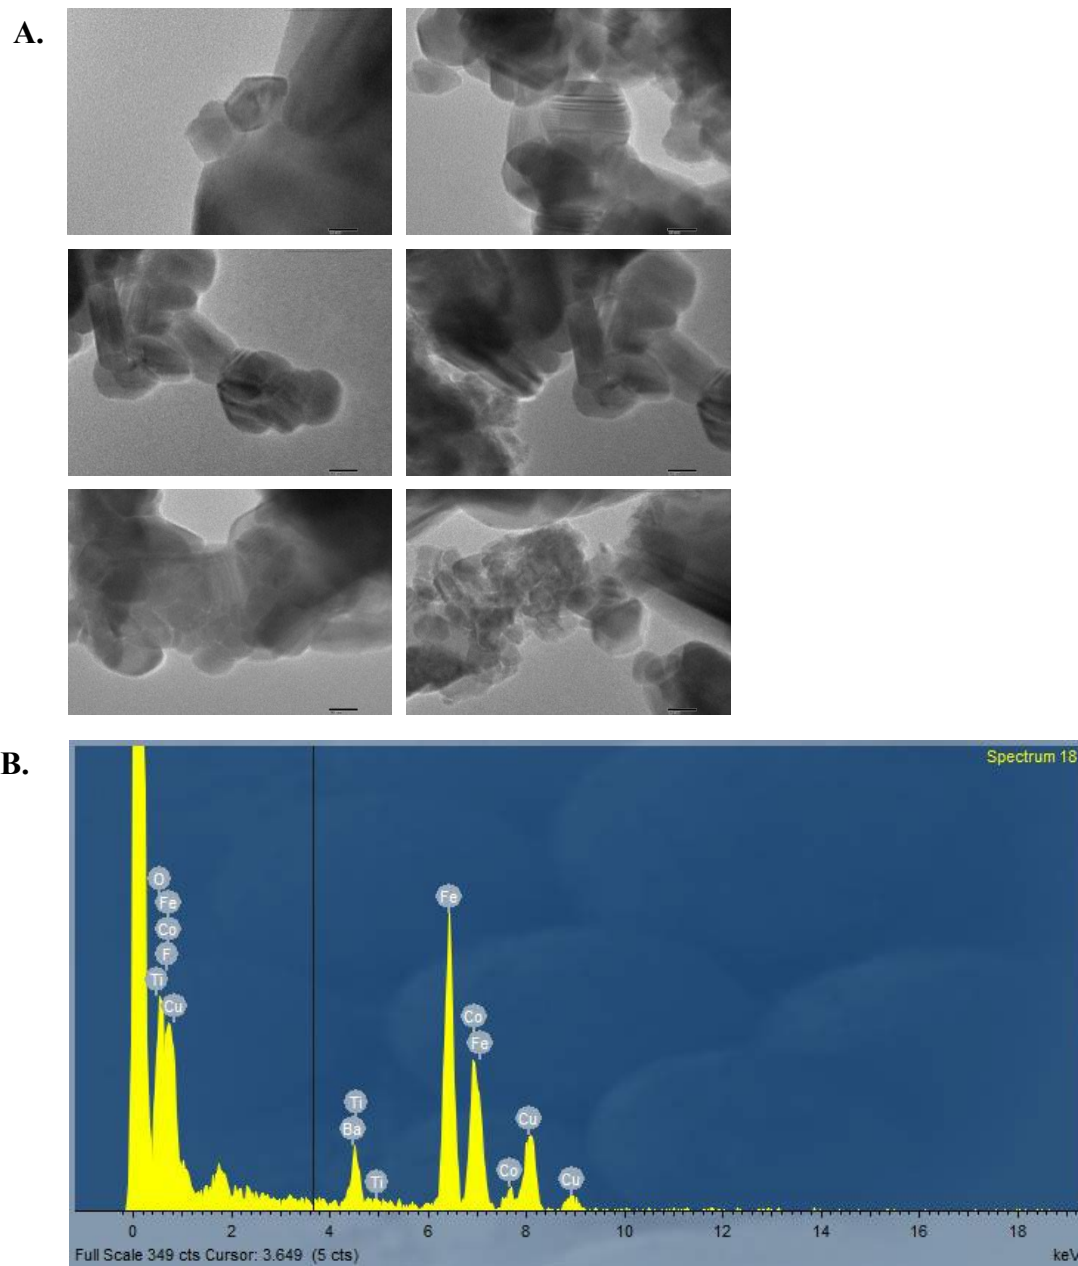 A.
B.
Spectrum 18
O
Fe
Co
F
Ti
Cu
Ti
Ba
Ti
Fe
Co
Fe
Co
Cu
Cu
0 2 4 6 8 10 12 14 16 18
Full Scale 349 cts Cursor: 3.649 (5 cts) keV